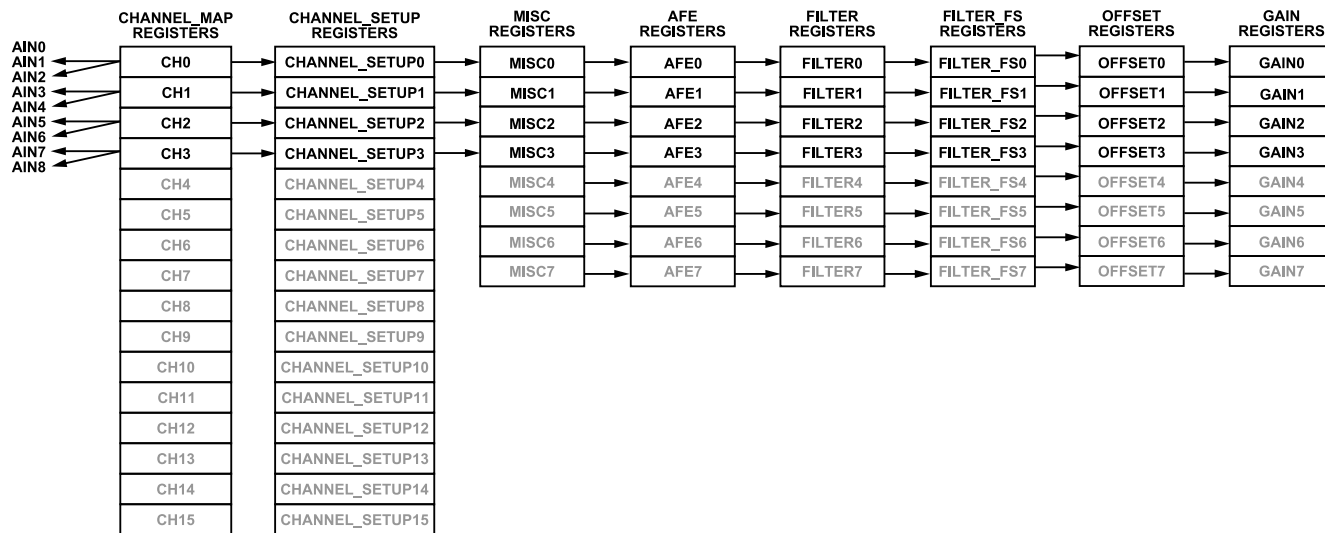 CHANNEL_MAP CHANNEL_SETUP MISC AFE FILTER FILTER_FS OFFSET GAIN
REGISTERS REGISTERS REGISTERS REGISTERS REGISTERS REGISTERS REGISTERS REGISTERS
AIN0
AIN1
AIN2
AIN3
AIN4
AIN5
AIN6
AIN7
AIN8
CH0 CHANNEL_SETUP0 MISC0 AFE0 FILTER0 FILTER_FS0 OFFSET0 GAIN0
CH1 CHANNEL_SETUP1 MISC1 AFE1 FILTER1 FILTER_FS1 OFFSET1 GAIN1
CH2 CHANNEL_SETUP2 MISC2 AFE2 FILTER2 FILTER_FS2 OFFSET2 GAIN2
CH3 CHANNEL_SETUP3 MISC3 AFE3 FILTER3 FILTER_FS3 OFFSET3 GAIN3
CH4 CHANNEL_SETUP4 MISC4 AFE4 FILTER4 FILTER_FS4 OFFSET4 GAIN4
CH5 CHANNEL_SETUP5 MISC5 AFE5 FILTER5 FILTER_FS5 OFFSET5 GAIN5
CH6 CHANNEL_SETUP6 MISC6 AFE6 FILTER6 FILTER_FS6 OFFSET6 GAIN6
CH7 CHANNEL_SETUP7 MISC7 AFE7 FILTER7 FILTER_FS7 OFFSET7 GAIN7
CH8 CHANNEL_SETUP8
CH9 CHANNEL_SETUP9
CH10 CHANNEL_SETUP10
CH11 CHANNEL_SETUP11
CH12 CHANNEL_SETUP12
CH13 CHANNEL_SETUP13
CH14 CHANNEL_SETUP14
CH15 CHANNEL_SETUP15